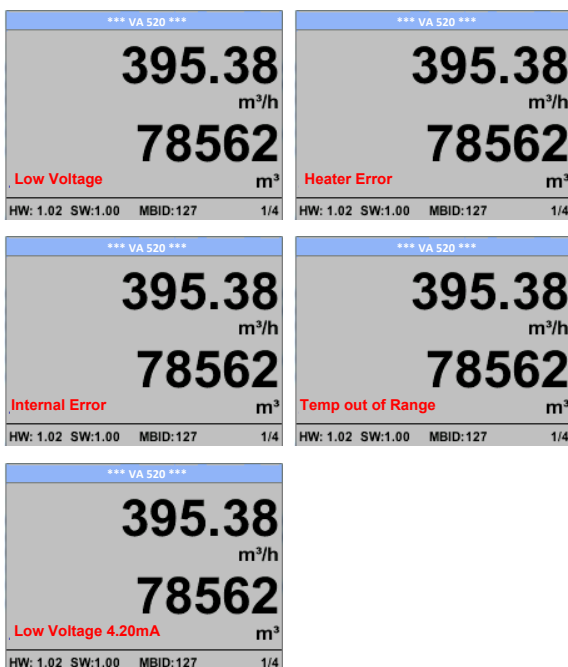 *** VA 520 ***
395.38
m³/h
78562
Low Voltage
m³
HW: 1.02 SW:1.00 MBID:127 1/4
*** VA 520 ***
395.38
m³/h
78562
Heater Error
m³
HW: 1.02 SW:1.00 MBID:127 1/4
*** VA 520 ***
395.38
m³/h
78562
Internal Error
m³
HW: 1.02 SW:1.00 MBID:127 1/4
*** VA 520 ***
395.38
m³/h
78562
Temp out of Range
m³
HW: 1.02 SW:1.00 MBID:127 1/4
*** VA 520 ***
395.38
m³/h
78562
Low Voltage 4.20mA
m³
HW: 1.02 SW:1.00 MBID:127 1/4